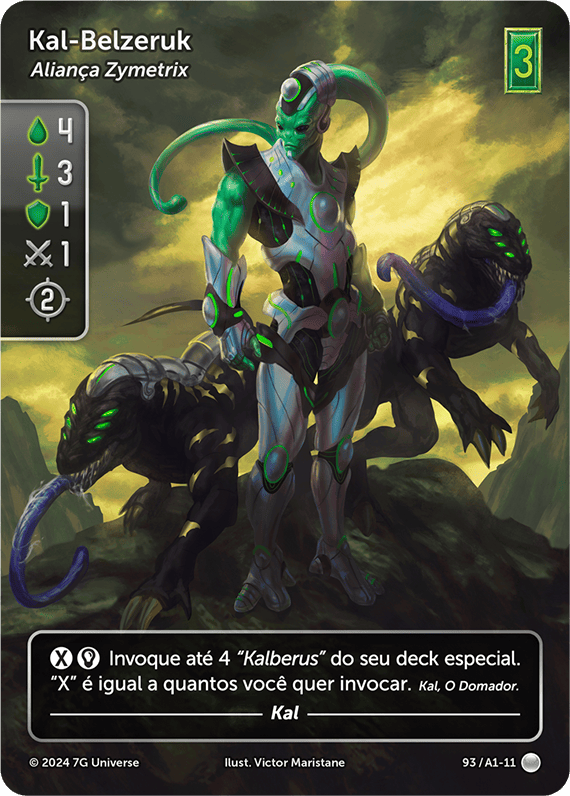 Kal-Belzeruk
Aliança Zymetrix
3
4
3
1
1
2
X Invoque até 4 “Kalberus” do seu deck especial.
“X” é igual a quantos você quer invocar. Kal, O Domador.
Kal
© 2024 7G Universe Ilust. Victor Maristane 93 / A1-11